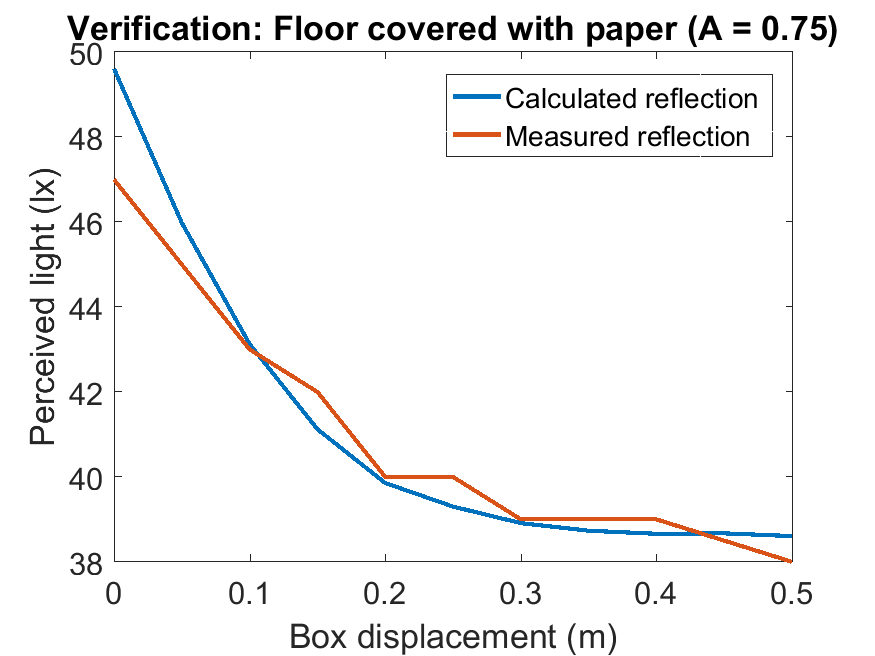 Verification: Floor covered with paper (A = 0.75)
50
48
46
44
42
40
38
Perceived light (lx)
Calculated reflection
Measured reflection
0
0.1
0.2
0.3
0.4
0.5
Box displacement (m)